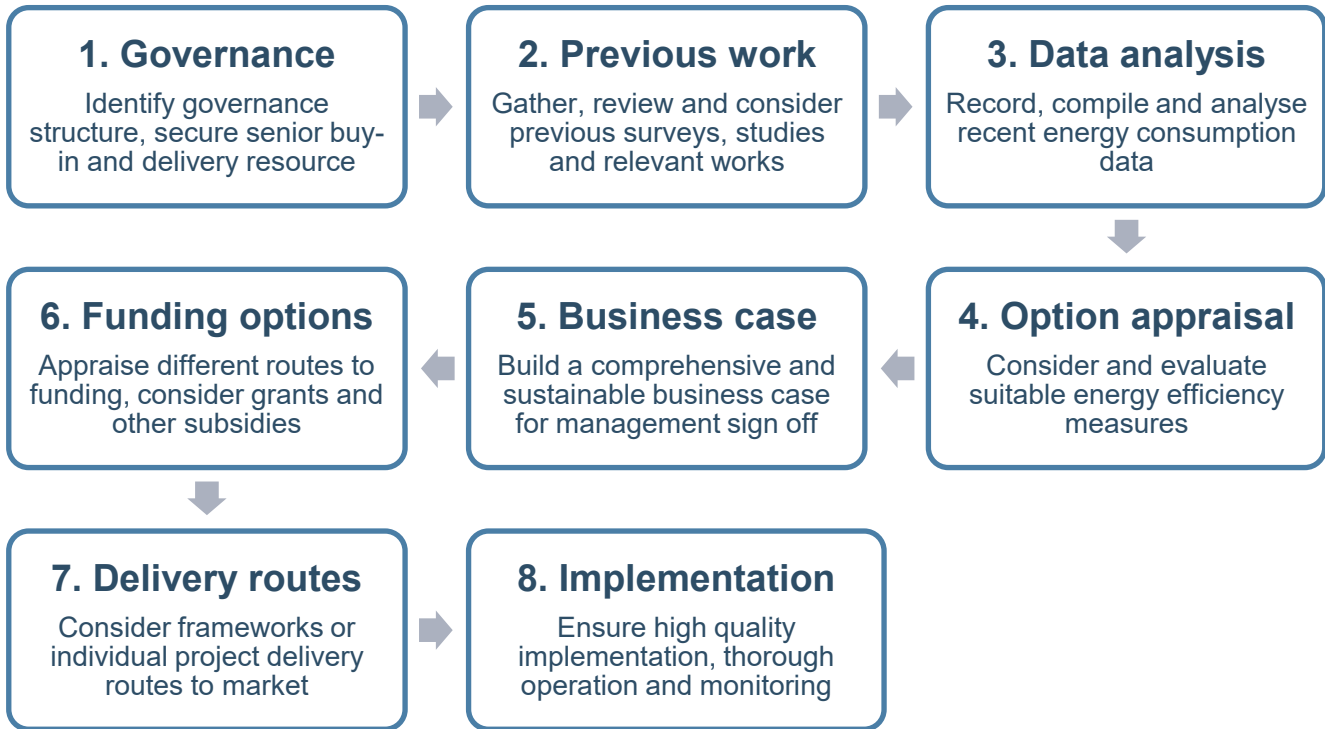 1. Governance
Identify governance
structure, secure senior buy-
in and delivery resource
2. Previous work
Gather, review and consider
previous surveys, studies
and relevant works
3. Data analysis
Record, compile and analyse
recent energy consumption
data
4. Option appraisal
Consider and evaluate
suitable energy efficiency
measures
5. Business case
Build a comprehensive and
sustainable business case
for management sign off
6. Funding options
Appraise different routes to
funding, consider grants and
other subsidies
7. Delivery routes
Consider frameworks or
individual project delivery
routes to market
8. Implementation
Ensure high quality
implementation, thorough
operation and monitoring